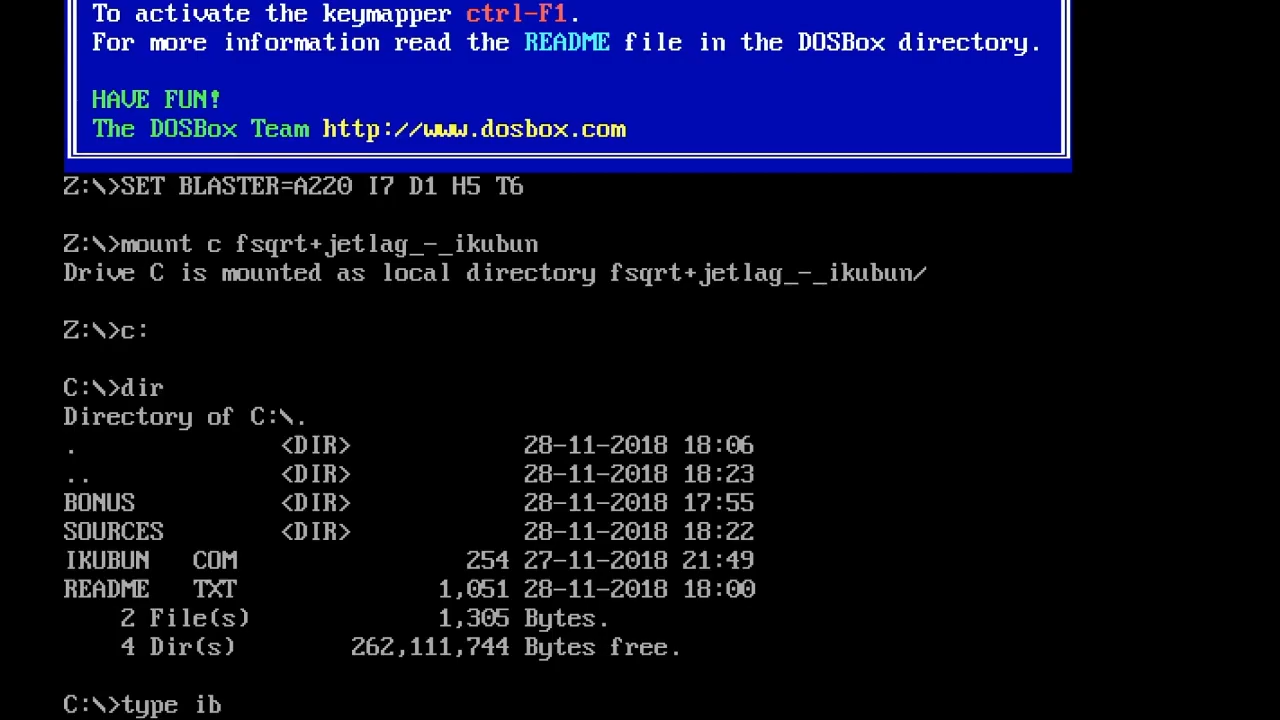 To activate the keymapper ctrl-F1.
For more information read the README file in the DOSBox directory.
HAVE FUN!
The DOSBox Team http://www.dosbox.com
Z:\>SET BLASTER=A220 I7 D1 H5 T6
Z:\>mount c fsqrt+jetlag_-_ikubun
Drive C is mounted as local directory fsqrt+jetlag_-_ikubun/
Z:\>c:
C:\>dir
Directory of C:\.
. <DIR> 28-11-2018 18:06
.. <DIR> 28-11-2018 18:23
BONUS <DIR> 28-11-2018 17:55
SOURCES <DIR> 28-11-2018 18:22
IKUBUN COM 254 27-11-2018 21:49
README TXT 1,051 28-11-2018 18:00
2 File(s) 1,305 Bytes.
4 Dir(s) 262,111,744 Bytes free.
C:\>type ib